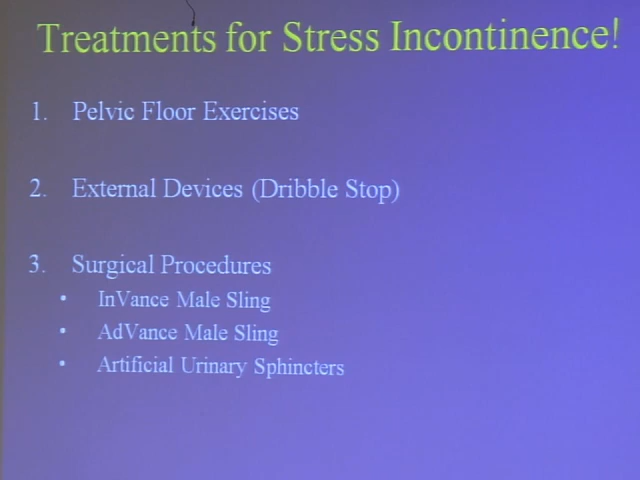 Treatments for Stress Incontinence!
1. Pelvic Floor Exercises
2. External Devices (Dribble Stop)
3. Surgical Procedures
• InVance Male Sling
• AdVance Male Sling
• Artificial Urinary Sphincters